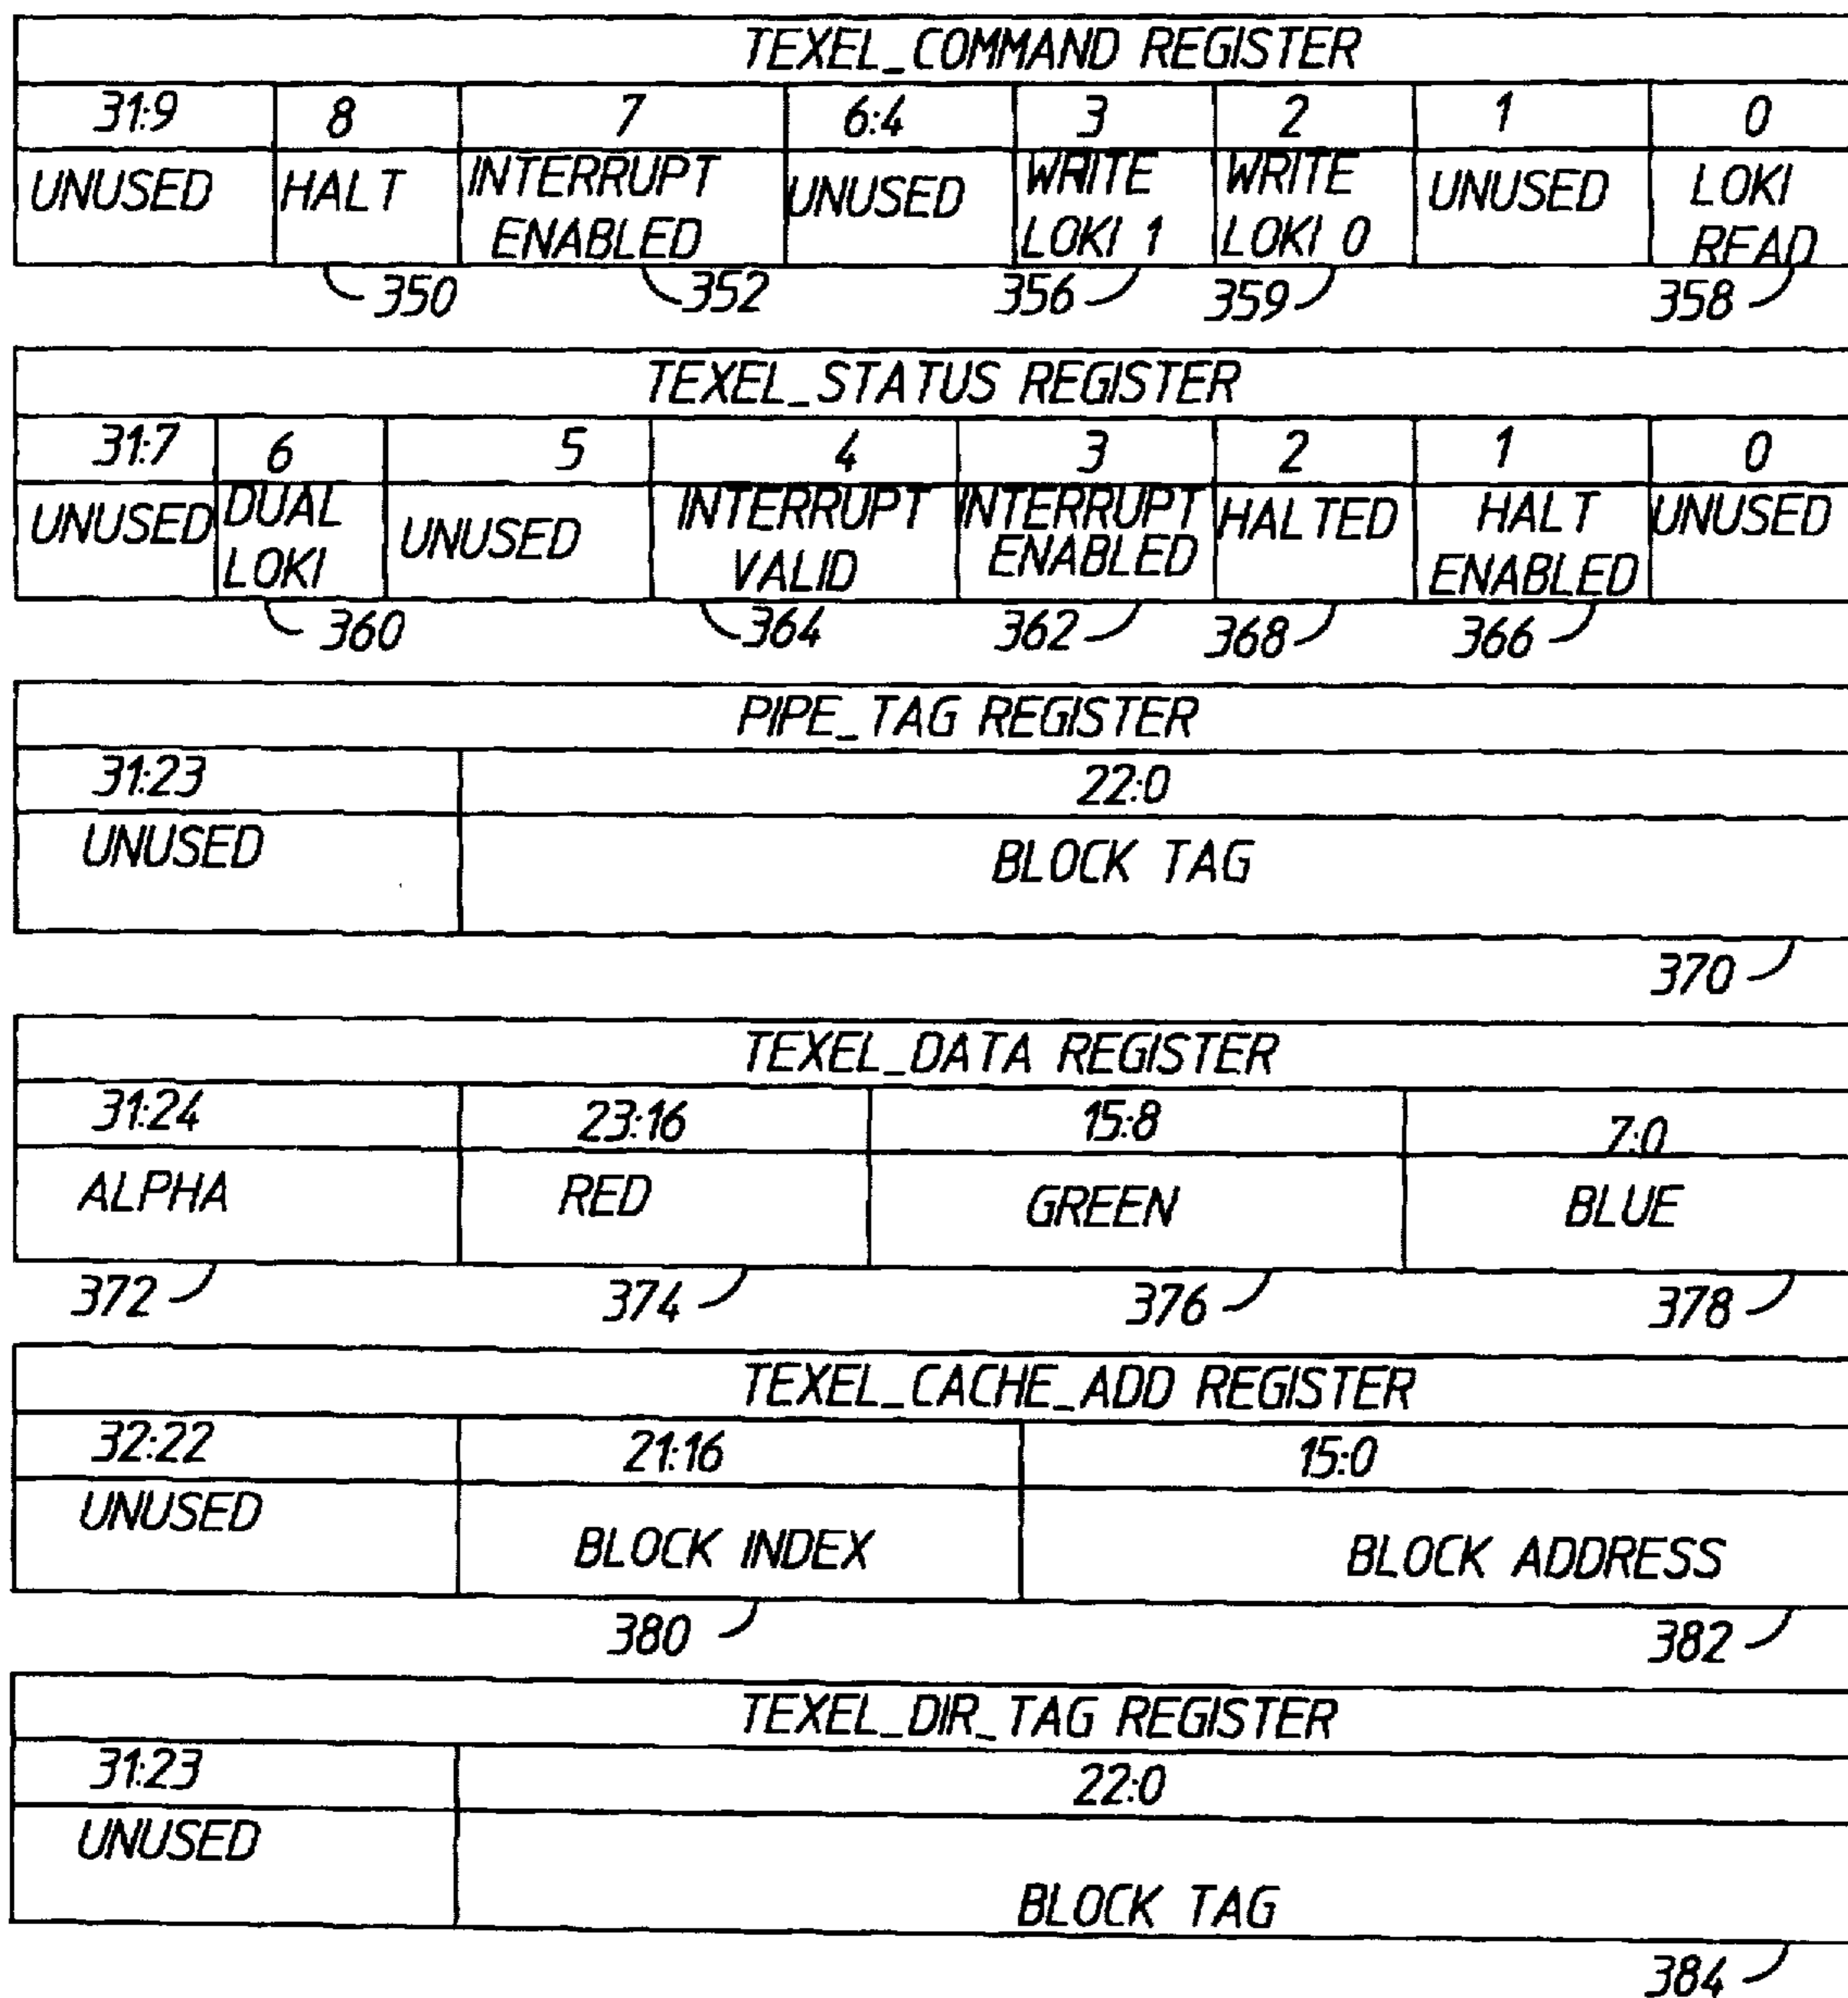 TEXEL_COMMAND REGISTER
31:9 8 7 6:4 3 2 1 0
UNUSED HALT INTERRUPT ENABLED UNUSED WRITE LOKI 1 WRITE LOKI 0 UNUSED LOKI READ
350 352 356 359 358
TEXEL_STATUS REGISTER
31:7 6 5 4 3 2 1 0
UNUSED DUAL LOKI UNUSED INTERRUPT VALID INTERRUPT ENABLED HALTED HALT ENABLED UNUSED
360 364 362 368 366
PIPE_TAG REGISTER
31:23 22:0
UNUSED BLOCK TAG
370
TEXEL_DATA REGISTER
31:24 23:16 15:8 7:0
ALPHA RED GREEN BLUE
372 374 376 378
TEXEL_CACHE_ADD REGISTER
32:22 21:16 15:0
UNUSED BLOCK INDEX BLOCK ADDRESS
380 382
TEXEL_DIR_TAG REGISTER
31:23 22:0
UNUSED BLOCK TAG
384